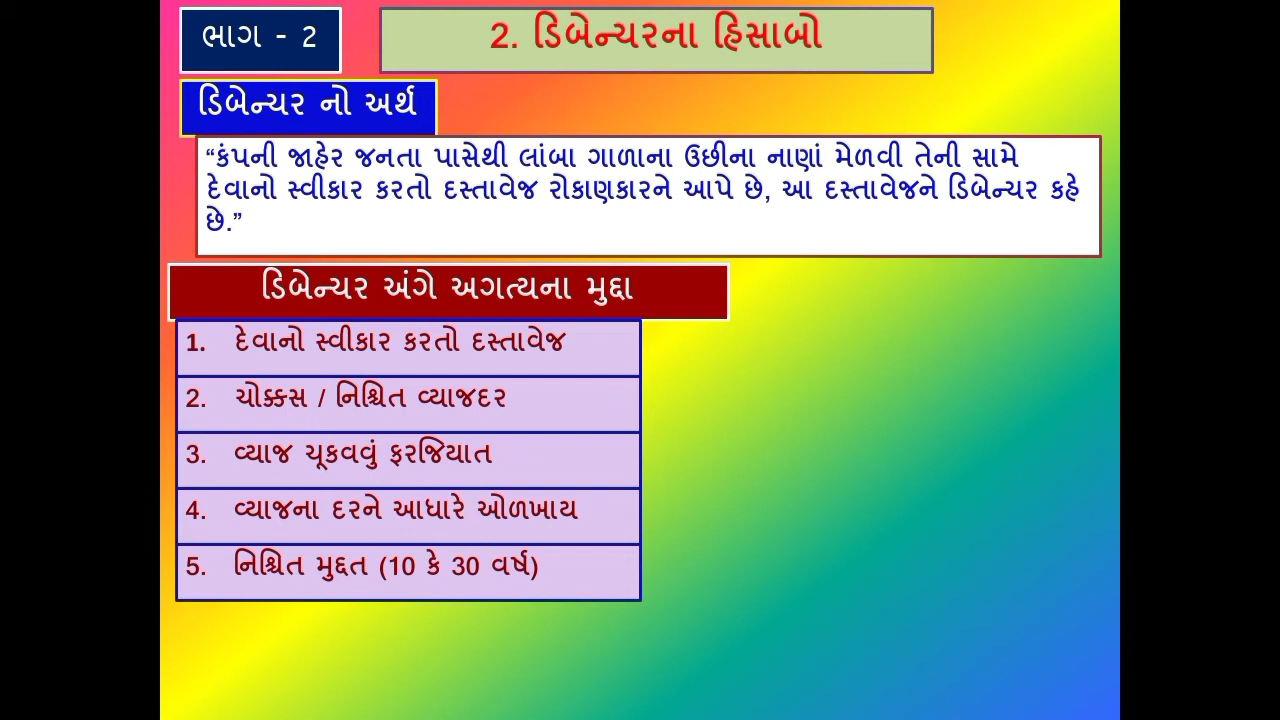 ભાગ - 2
2. ડિબેન્ચરના હિસાબો
ડિબેન્ચર નો અર્થ
“કંપની જાહેર જનતા પાસેથી લાંબા ગાળાના ઉછીના નાણાં મેળવી તેની સામે
દેવાનો સ્વીકાર કરતો દસ્તાવેજ રોકાણકારને આપે છે, આ દસ્તાવેજને ડિબેન્ચર કહે
છે.”
ડિબેન્ચર અંગે અગત્યના મુદ્દા
1. દેવાનો સ્વીકાર કરતો દસ્તાવેજ
2. ચોક્કસ / નિશ્ચિત વ્યાજદર
3. વ્યાજ ચૂકવવું ફરજિયાત
4. વ્યાજના દરને આધારે ઓળખાય
5. નિશ્ચિત મુદ્દત (10 કે 30 વર્ષ)